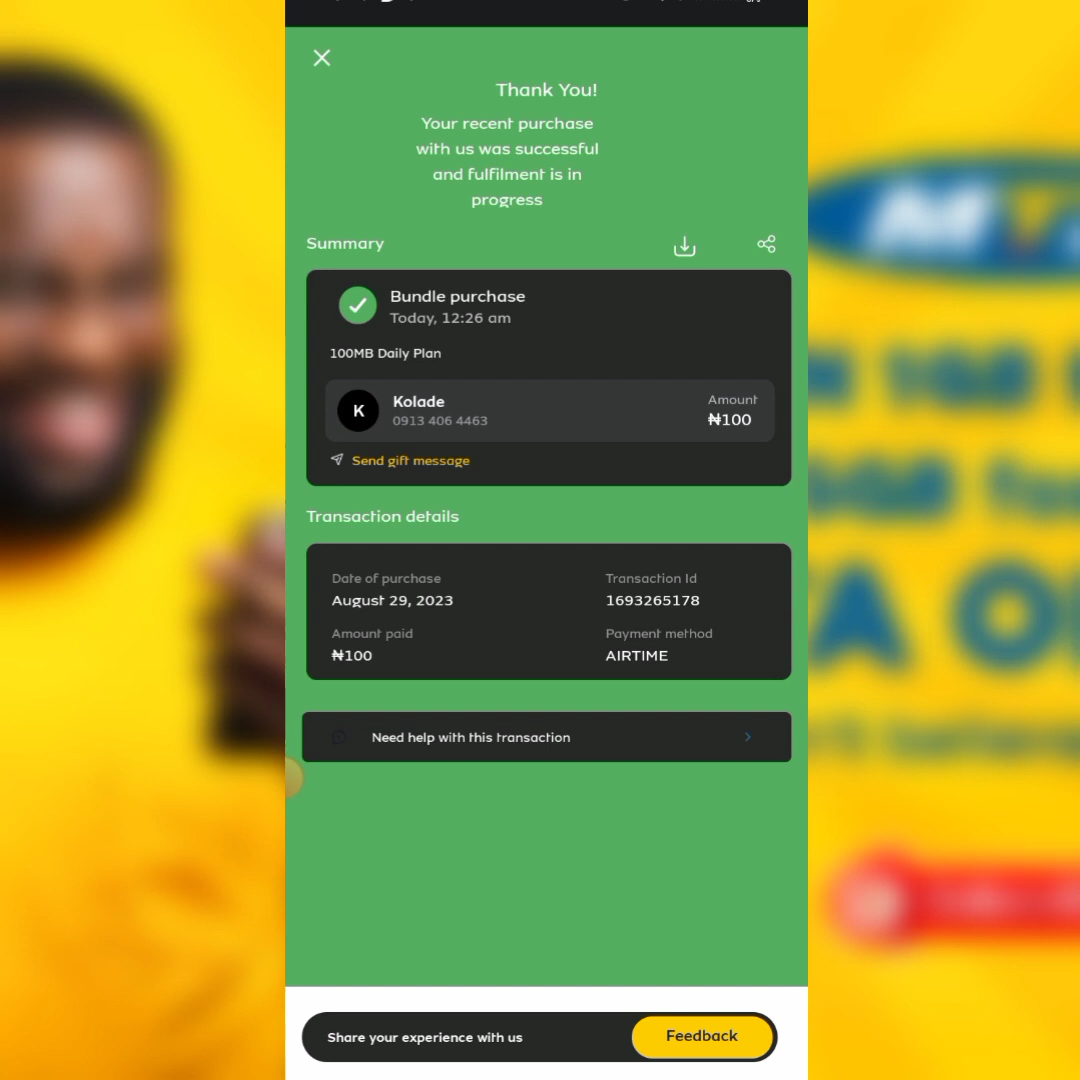 Thank You!
Your recent purchase
with us was successful
and fulfilment is in
progress
Summary
Bundle purchase
Today, 12:26 am
100MB Daily Plan
K
Kolade
0913 406 4463
Amount
₦100
Send gift message
Transaction details
Date of purchase
August 29, 2023
Transaction Id
1693265178
Amount paid
₦100
Payment method
AIRTIME
Need help with this transaction
Share your experience with us
Feedback